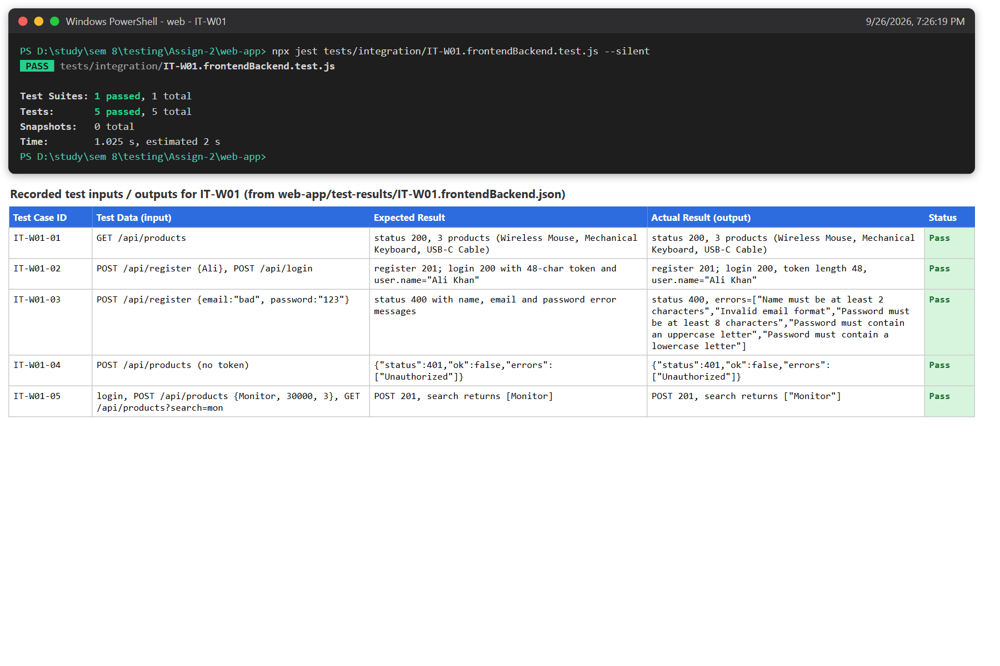 Windows PowerShell - web - IT-W01
9/26/2026, 7:26:19 PM
PS D:\study\sem 8\testing\Assign-2\web-app> npx jest tests/integration/IT-W01.frontendBackend.test.js --silent
PASS tests/integration/IT-W01.frontendBackend.test.js
Test Suites: 1 passed, 1 total
Tests: 5 passed, 5 total
Snapshots: 0 total
Time: 1.025 s, estimated 2 s
PS D:\study\sem 8\testing\Assign-2\web-app>
Recorded test inputs / outputs for IT-W01 (from web-app/test-results/IT-W01.frontendBackend.json)
Test Case ID
Test Data (input)
Expected Result
Actual Result (output)
Status
IT-W01-01
GET /api/products
status 200, 3 products (Wireless Mouse, Mechanical
Keyboard, USB-C Cable)
status 200, 3 products (Wireless Mouse, Mechanical
Keyboard, USB-C Cable)
Pass
IT-W01-02
POST /api/register {Ali}, POST /api/login
register 201; login 200 with 48-char token and
user.name="Ali Khan"
register 201; login 200, token length 48,
user.name="Ali Khan"
Pass
IT-W01-03
POST /api/register {email:"bad", password:"123"}
status 400 with name, email and password error
messages
status 400, errors=["Name must be at least 2
characters","Invalid email format","Password must
be at least 8 characters","Password must contain
an uppercase letter","Password must contain a
lowercase letter"]
Pass
IT-W01-04
POST /api/products (no token)
{"status":401,"ok":false,"errors":
["Unauthorized"]}
{"status":401,"ok":false,"errors":
["Unauthorized"]}
Pass
IT-W01-05
login, POST /api/products {Monitor, 30000, 3}, GET
/api/products?search=mon
POST 201, search returns [Monitor]
POST 201, search returns ["Monitor"]
Pass